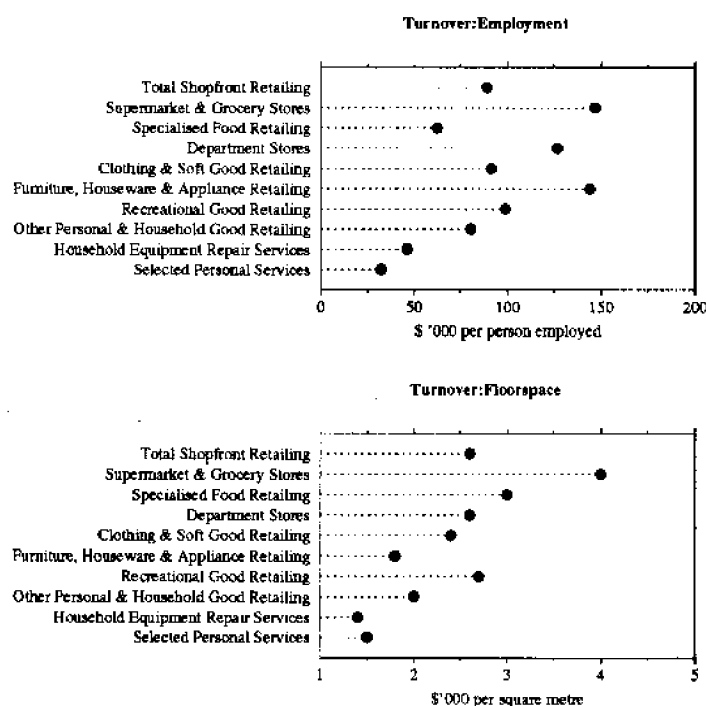 Turnover:Employment
Total Shopfront Retailing
Supermarket & Grocery Stores
Specialised Food Retailing
Department Stores
Clothing & Soft Good Retailing
Furniture, Houseware & Appliance Retailing
Recreational Good Retailing
Other Personal & Household Good Retailing
Household Equipment Repair Services
Selected Personal Services
0 50 100 150 200
$ '000 per person employed
Turnover:Floorspace
Total Shopfront Retailing
Supermarket & Grocery Stores
Specialised Food Retailing
Department Stores
Clothing & Soft Good Retailing
Furniture, Houseware & Appliance Retailing
Recreational Good Retailing
Other Personal & Household Good Retailing
Household Equipment Repair Services
Selected Personal Services
1 2 3 4 5
$'000 per square metre